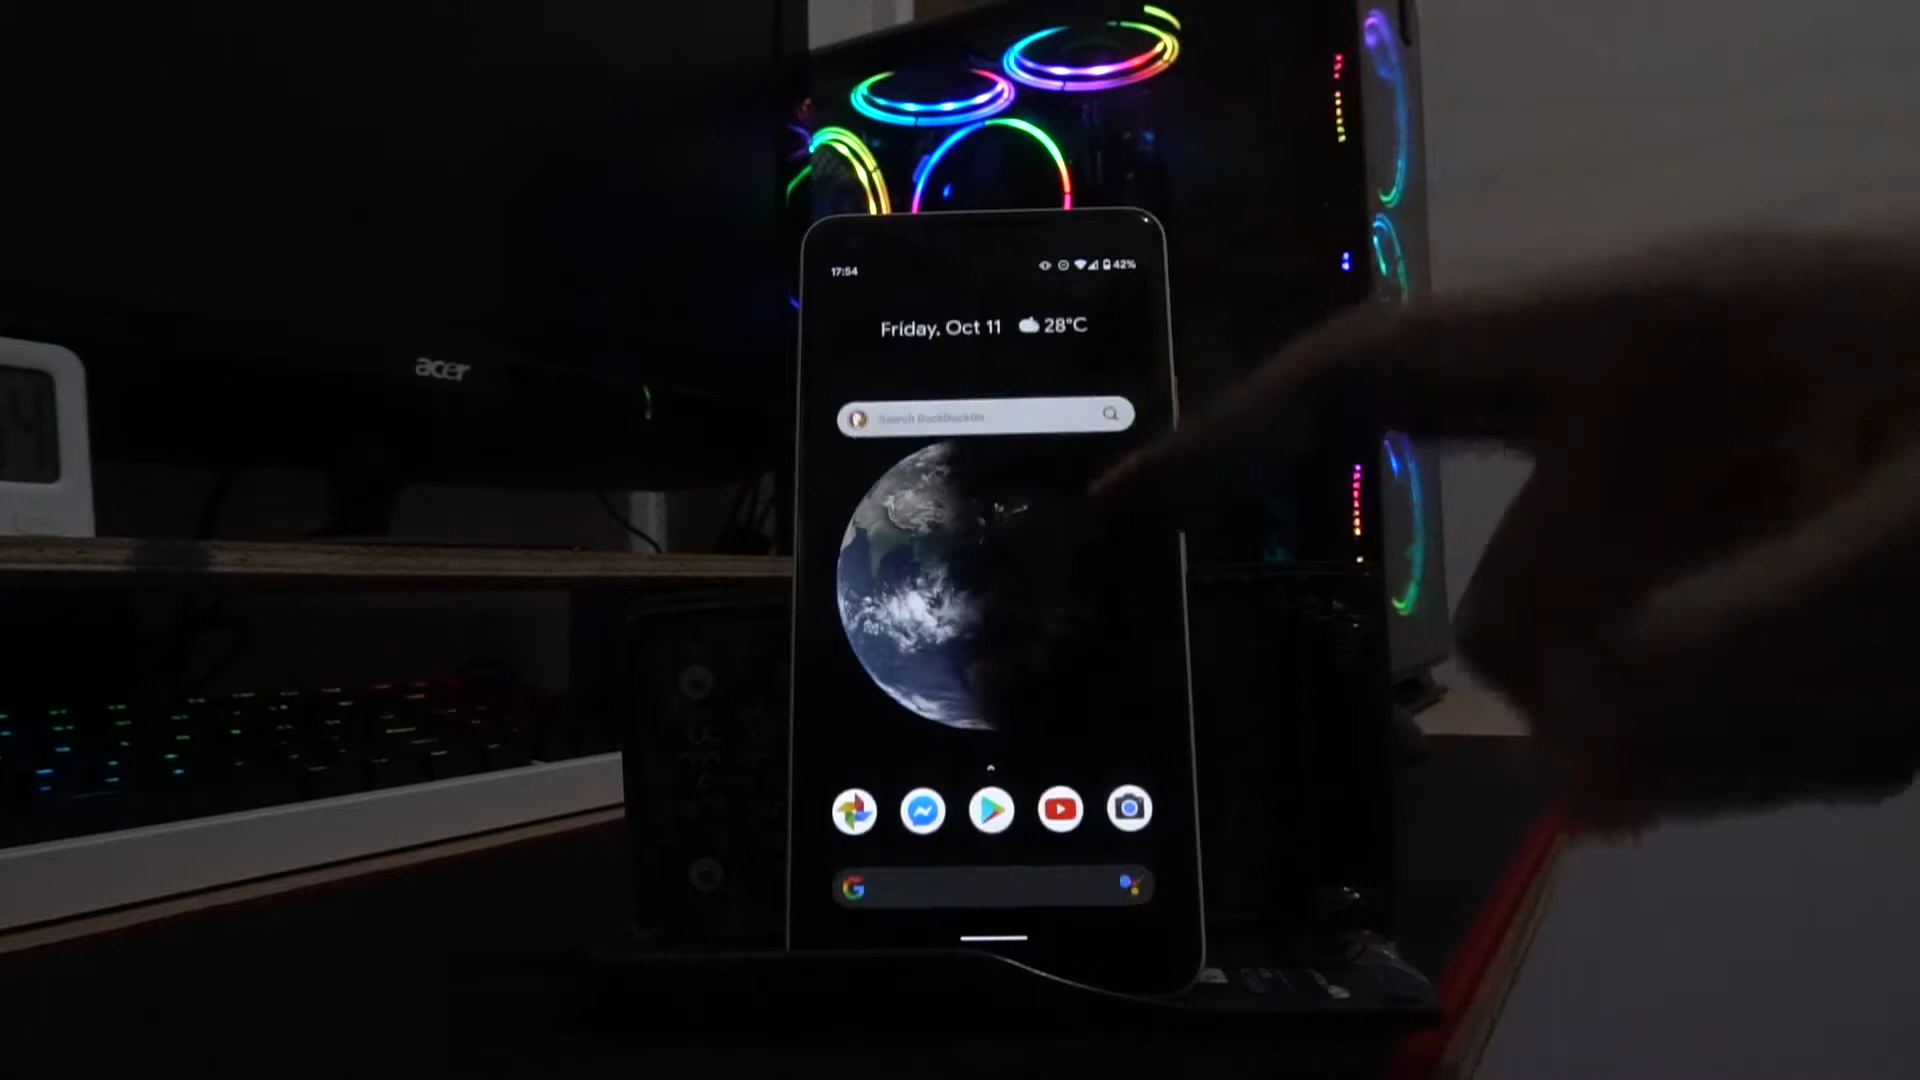 17:54
42%
Friday, Oct 11 28°C
Search DuckDuckGo
acer
G